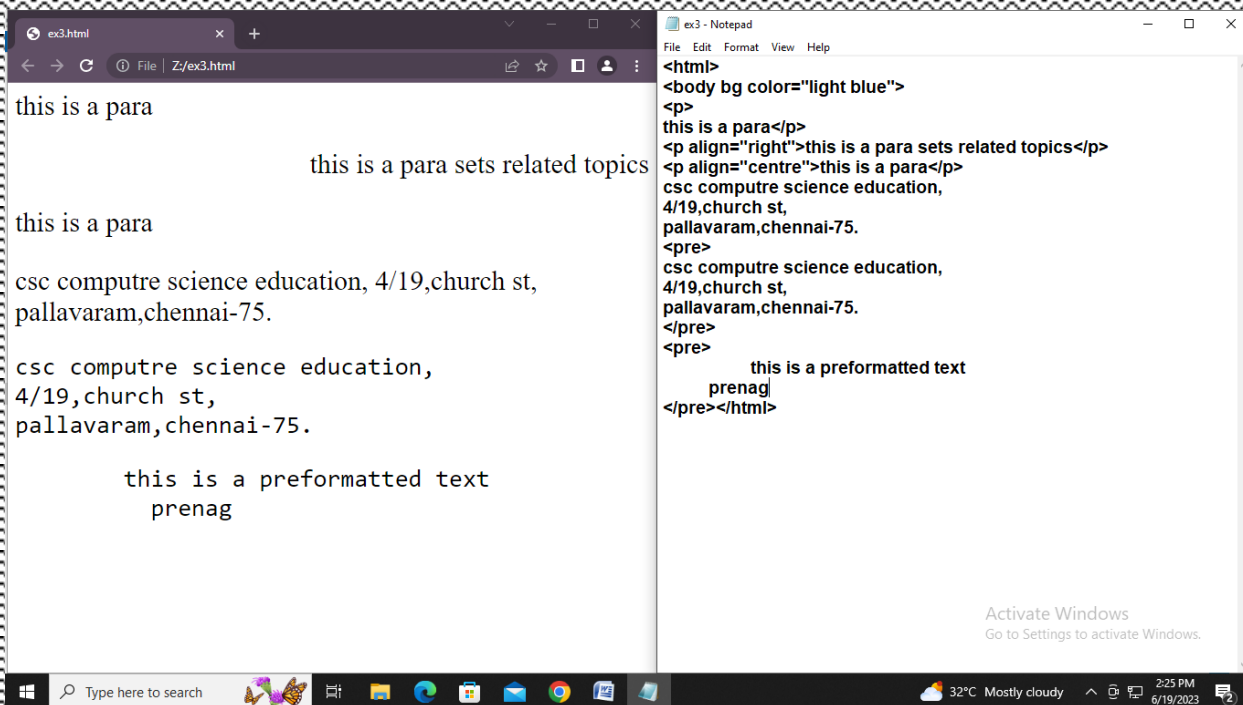 ex3.html
File Z:/ex3.html
this is a para
this is a para sets related topics
this is a para
csc computre science education, 4/19,church st,
pallavaram,chennai-75.
csc computre science education,
4/19,church st,
pallavaram,chennai-75.
this is a preformatted text
prenag
ex3 - Notepad
File Edit Format View Help
<html>
<body bg color="light blue">
<p>
this is a para</p>
<p align="right">this is a para sets related topics</p>
<p align="centre">this is a para</p>
csc computre science education,
4/19,church st,
pallavaram,chennai-75.
<pre>
csc computre science education,
4/19,church st,
pallavaram,chennai-75.
</pre>
<pre>
this is a preformatted text
prenag
</pre></html>
Activate Windows
Go to Settings to activate Windows.
Type here to search
32°C Mostly cloudy
2:25 PM
6/19/2023
2